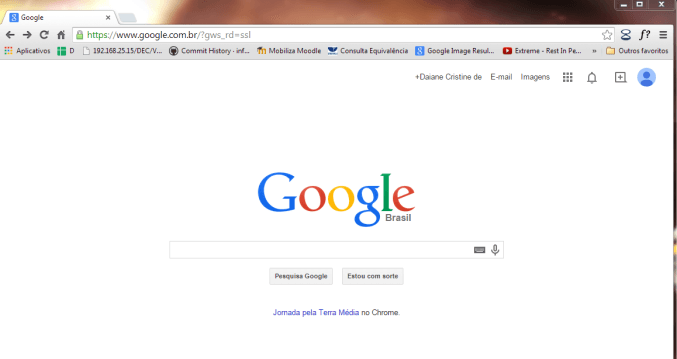 Google
https://www.google.com.br/?gws_rd=ssl
f?
Aplicativos D 192.168.25.15/DEC/V... Commit History - inf... Mobiliza Moodle Consulta Equivalência Google Image Resul... Extreme - Rest In Pe... » Outros favoritos
+Daiane Cristine de E-mail Imagens
Google
Brasil
Pesquisa Google Estou com sorte
Jornada pela Terra Média no Chrome.